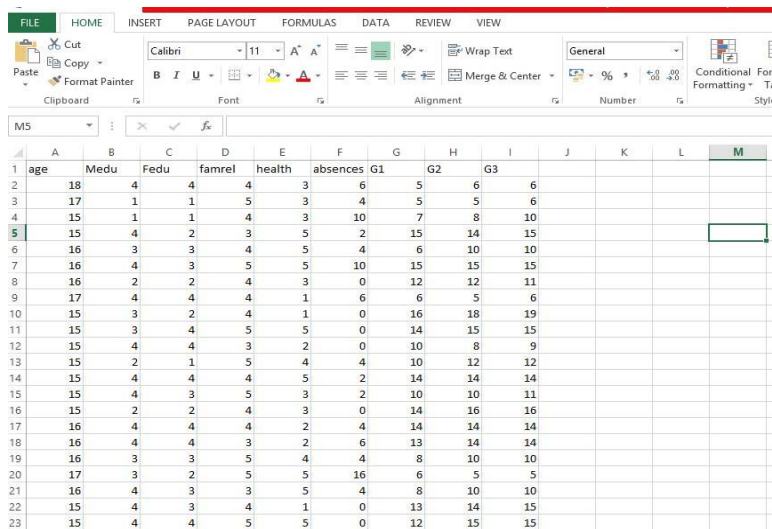 FILE HOME INSERT PAGE LAYOUT FORMULAS DATA REVIEW VIEW
Cut
Calibri 11 A A Wrap Text General
Copy
Paste Format Painter B I U A Merge & Center % , .0 .00 Conditional
Formatting
Clipboard Font Alignment Number
M5 fx
A B C D E F G H I J K L M
1 age Medu Fedu famrel health absences G1 G2 G3
2 18 4 4 4 3 6 5 6 6
3 17 1 1 5 3 4 5 5 6
4 15 1 1 4 3 10 7 8 10
5 15 4 2 3 5 2 15 14 15
6 16 3 3 4 5 4 6 10 10
7 16 4 3 5 5 10 15 15 15
8 16 2 2 4 3 0 12 12 11
9 17 4 4 4 1 6 6 5 6
10 15 3 2 4 1 0 16 18 19
11 15 3 4 5 5 0 14 15 15
12 15 4 4 3 2 0 10 8 9
13 15 2 1 5 4 4 10 12 12
14 15 4 4 4 5 2 14 14 14
15 15 4 3 5 3 2 10 10 11
16 15 2 2 4 3 0 14 16 16
17 16 4 4 4 2 4 14 14 14
18 16 4 4 3 2 6 13 14 14
19 16 3 3 5 4 4 8 10 10
20 17 3 2 5 5 16 6 5 5
21 16 4 3 3 5 4 8 10 10
22 15 4 3 4 1 0 13 14 15
23 15 4 4 5 5 0 12 15 15